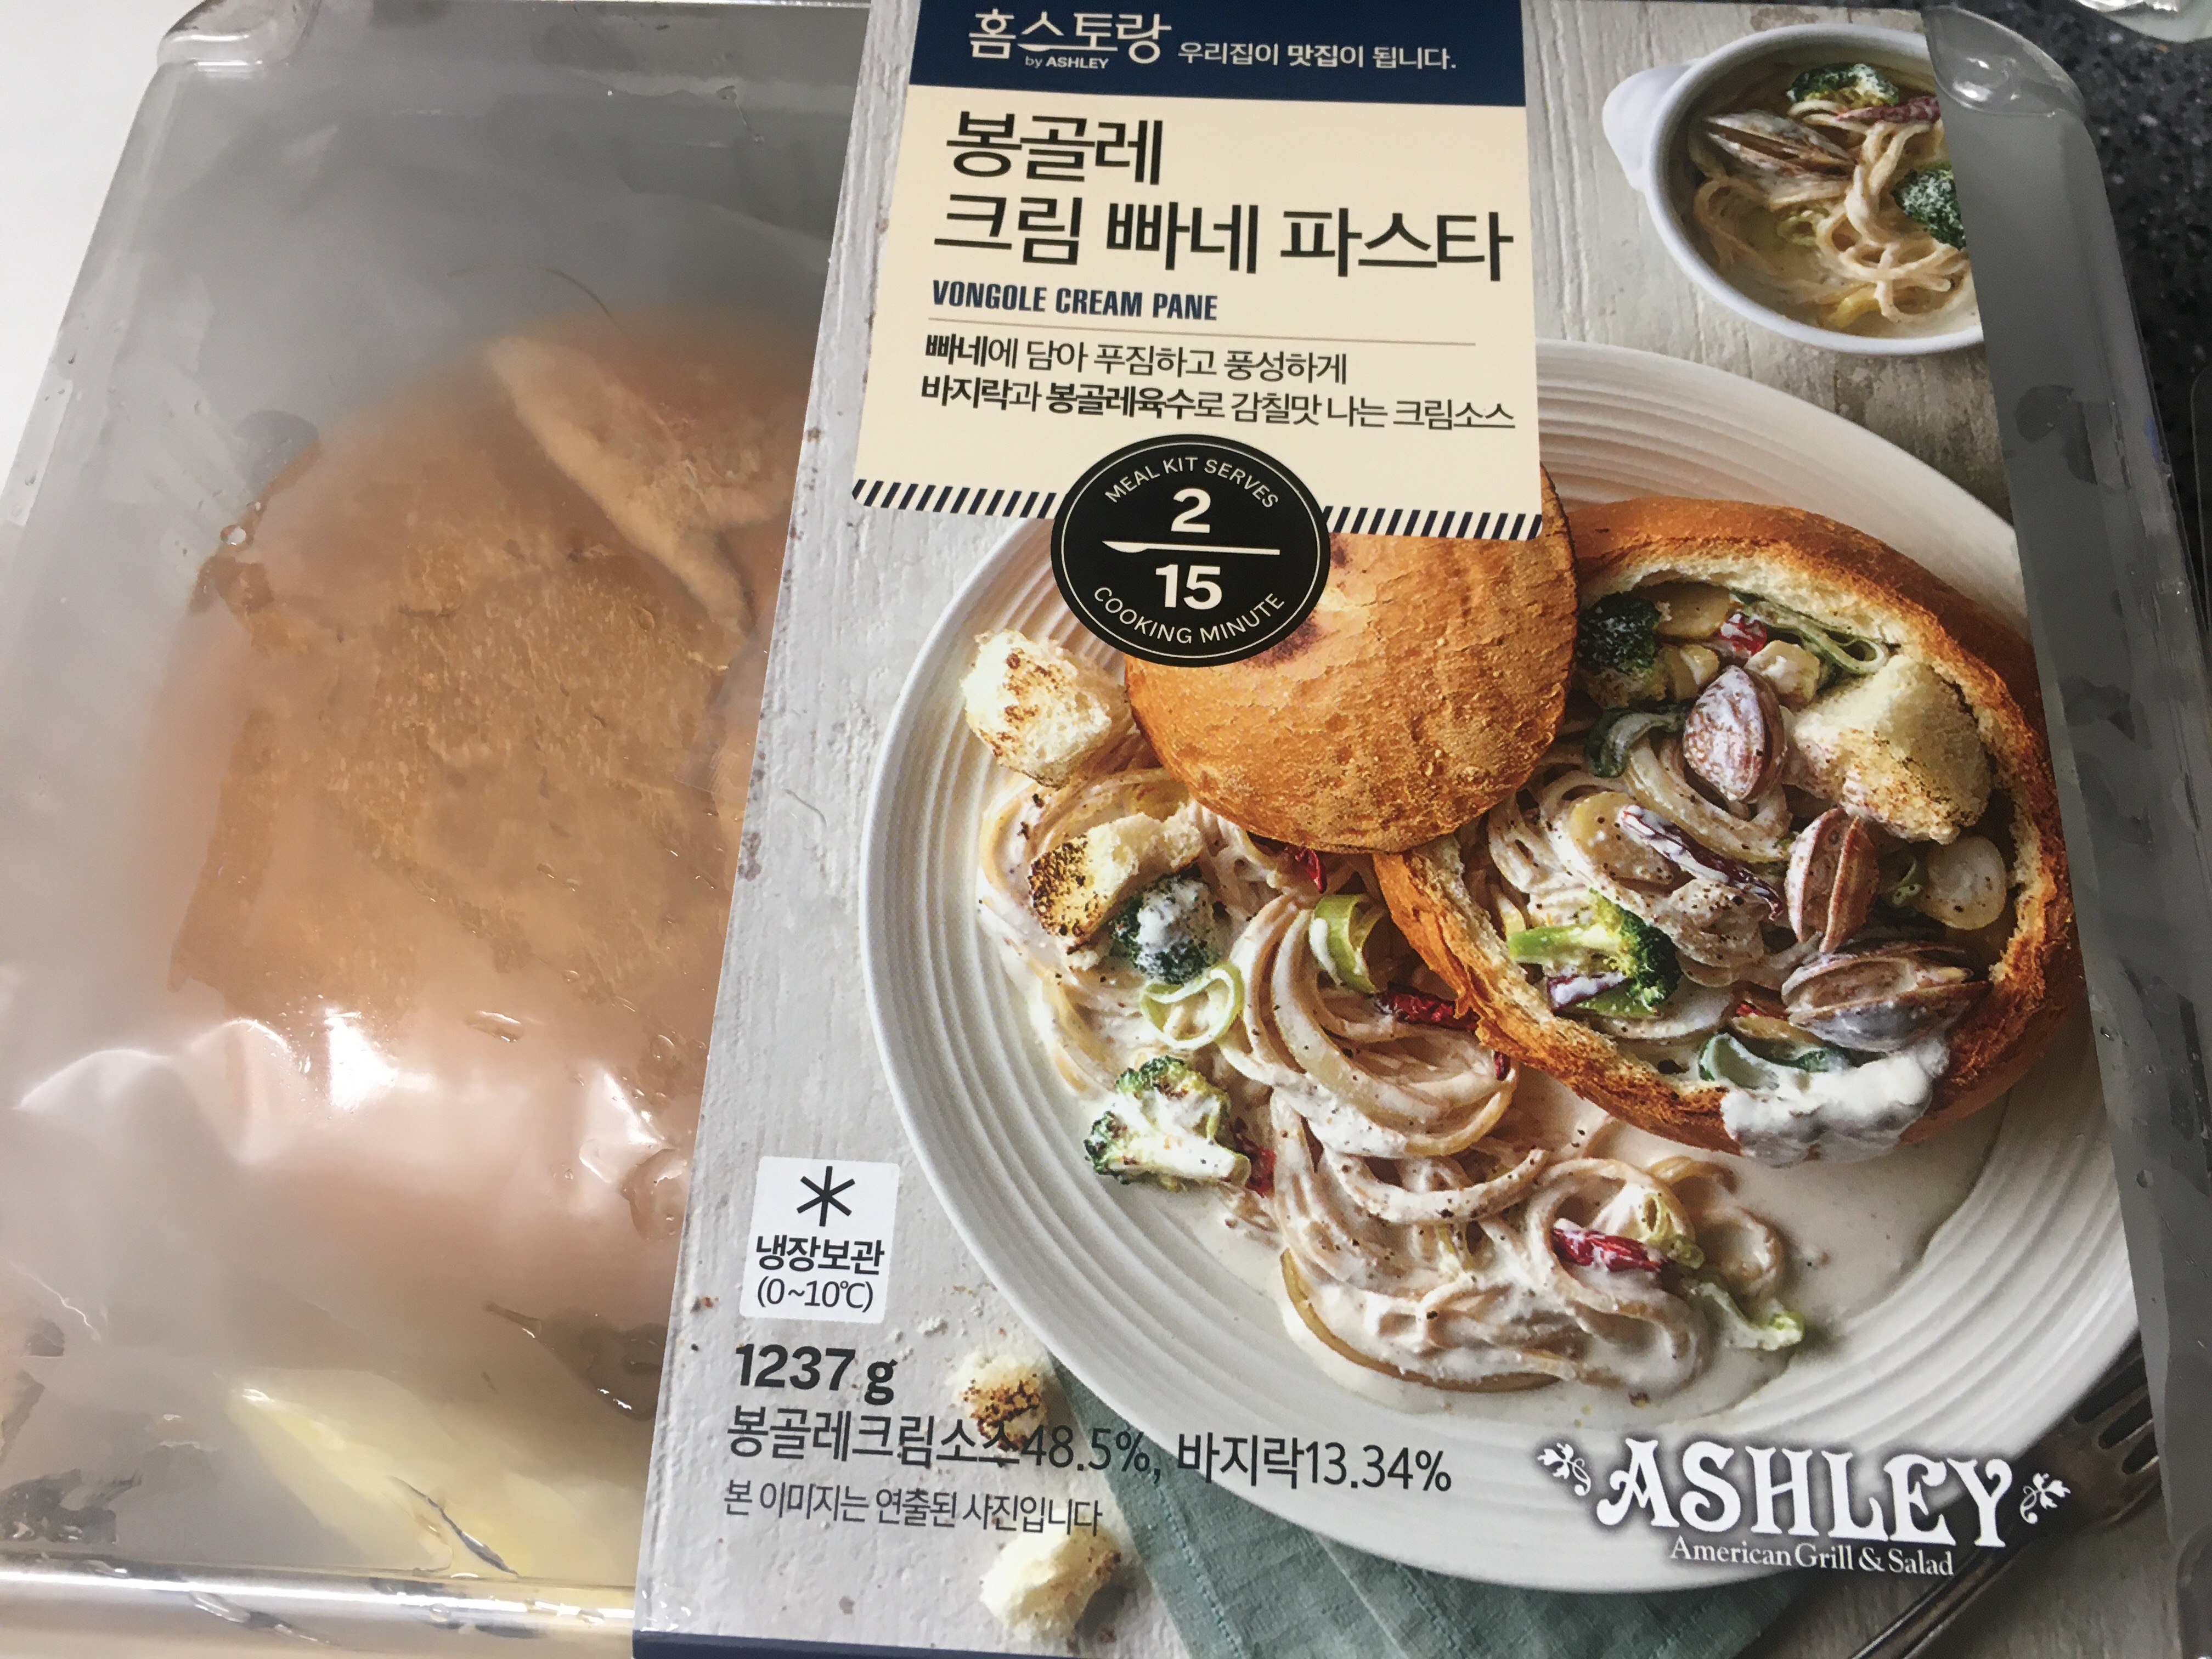 홈스토랑
by ASHLEY
우리집이 맛집이 됩니다.
봉골레
크림 빠네 파스타
VONGOLE CREAM PANE
빠네에 담아 푸짐하고 풍성하게
바지락과 봉골레육수로 감칠맛 나는 크림소스
MEAL KIT SERVES
2
15
COOKING MINUTE
냉장보관
(0~10℃)
1237 g
봉골레크림소스48.5%, 바지락13.34%
본 이미지는 연출된 사진입니다
ASHLEY
American Grill & Salad